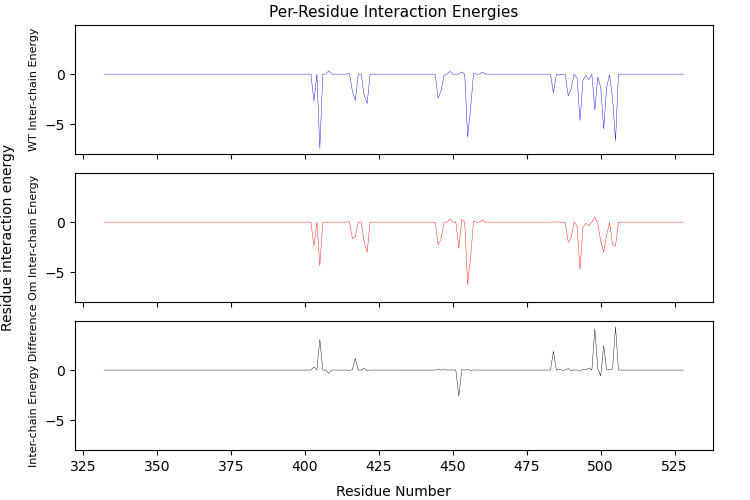 Per-Residue Interaction Energies
Residue interaction energy
WT Inter-chain Energy
0
−5
Om Inter-chain Energy
0
−5
Inter-chain Energy Difference
0
−5
325 350 375 400 425 450 475 500 525
Residue Number